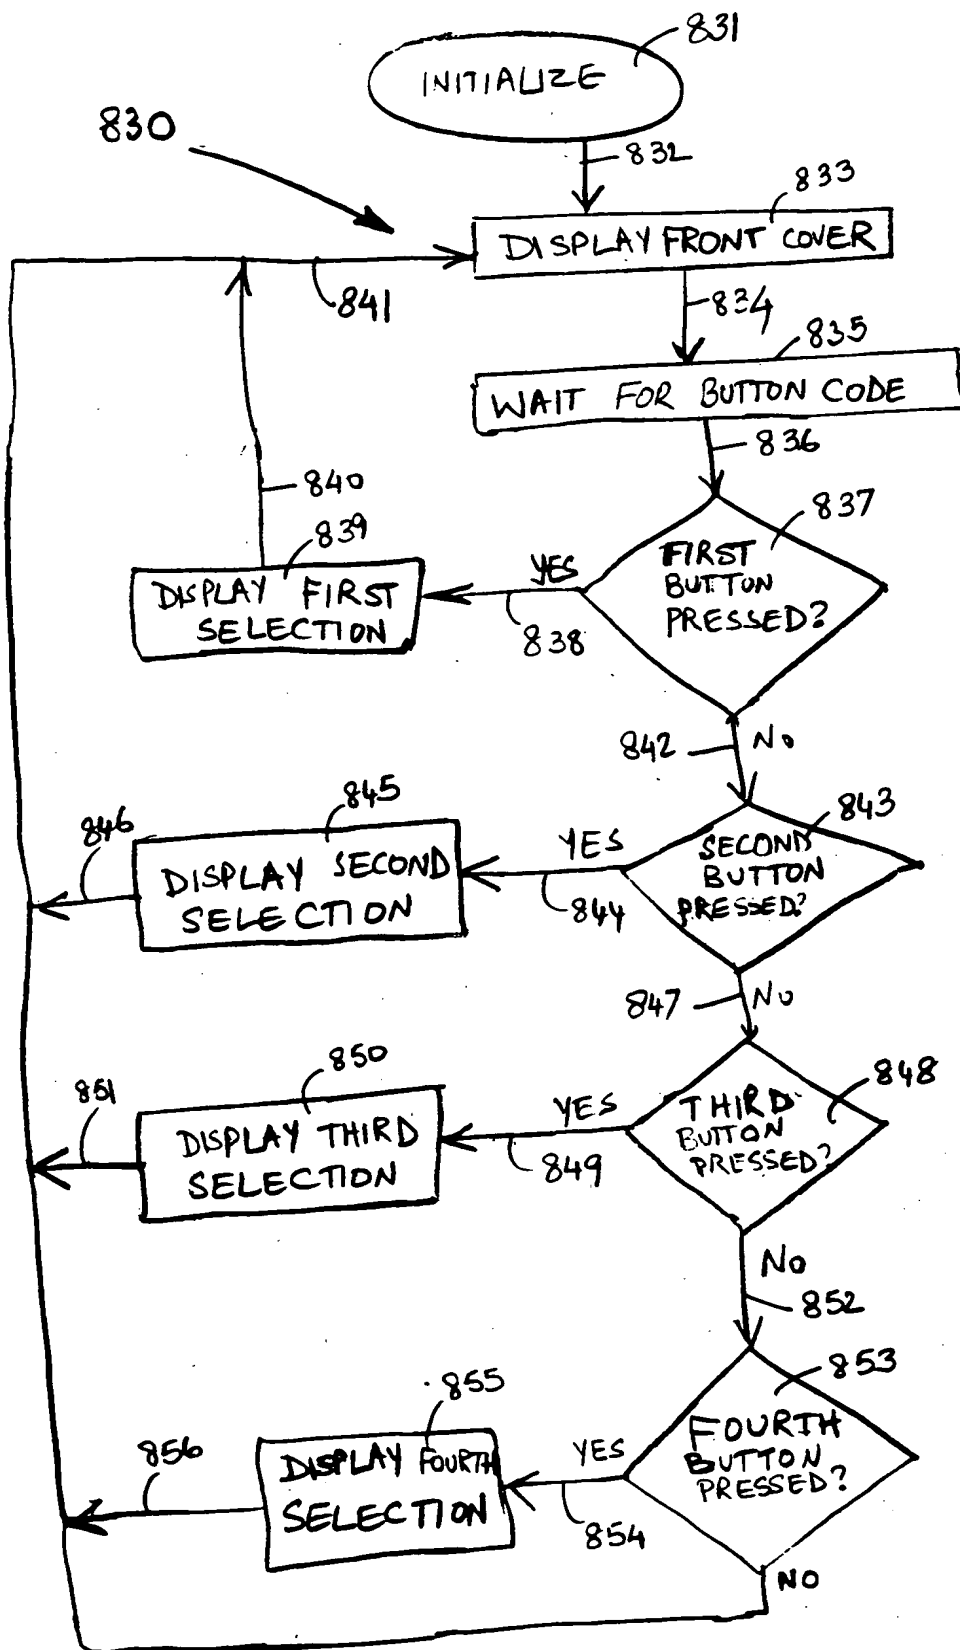 831
INITIALIZE
830
832
833
DISPLAY FRONT COVER
841
834
835
WAIT FOR BUTTON CODE
836
840
837
839
FIRST
BUTTON
PRESSED?
YES
DISPLAY FIRST
SELECTION
838
842
NO
845
843
846
YES
SECOND
BUTTON
PRESSED?
DISPLAY SECOND
SELECTION
844
847
NO
850
848
851
YES
THIRD
BUTTON
PRESSED?
DISPLAY THIRD
SELECTION
849
NO
852
853
855
856
YES
FOURTH
BUTTON
PRESSED?
DISPLAY FOURTH
SELECTION
854
NO